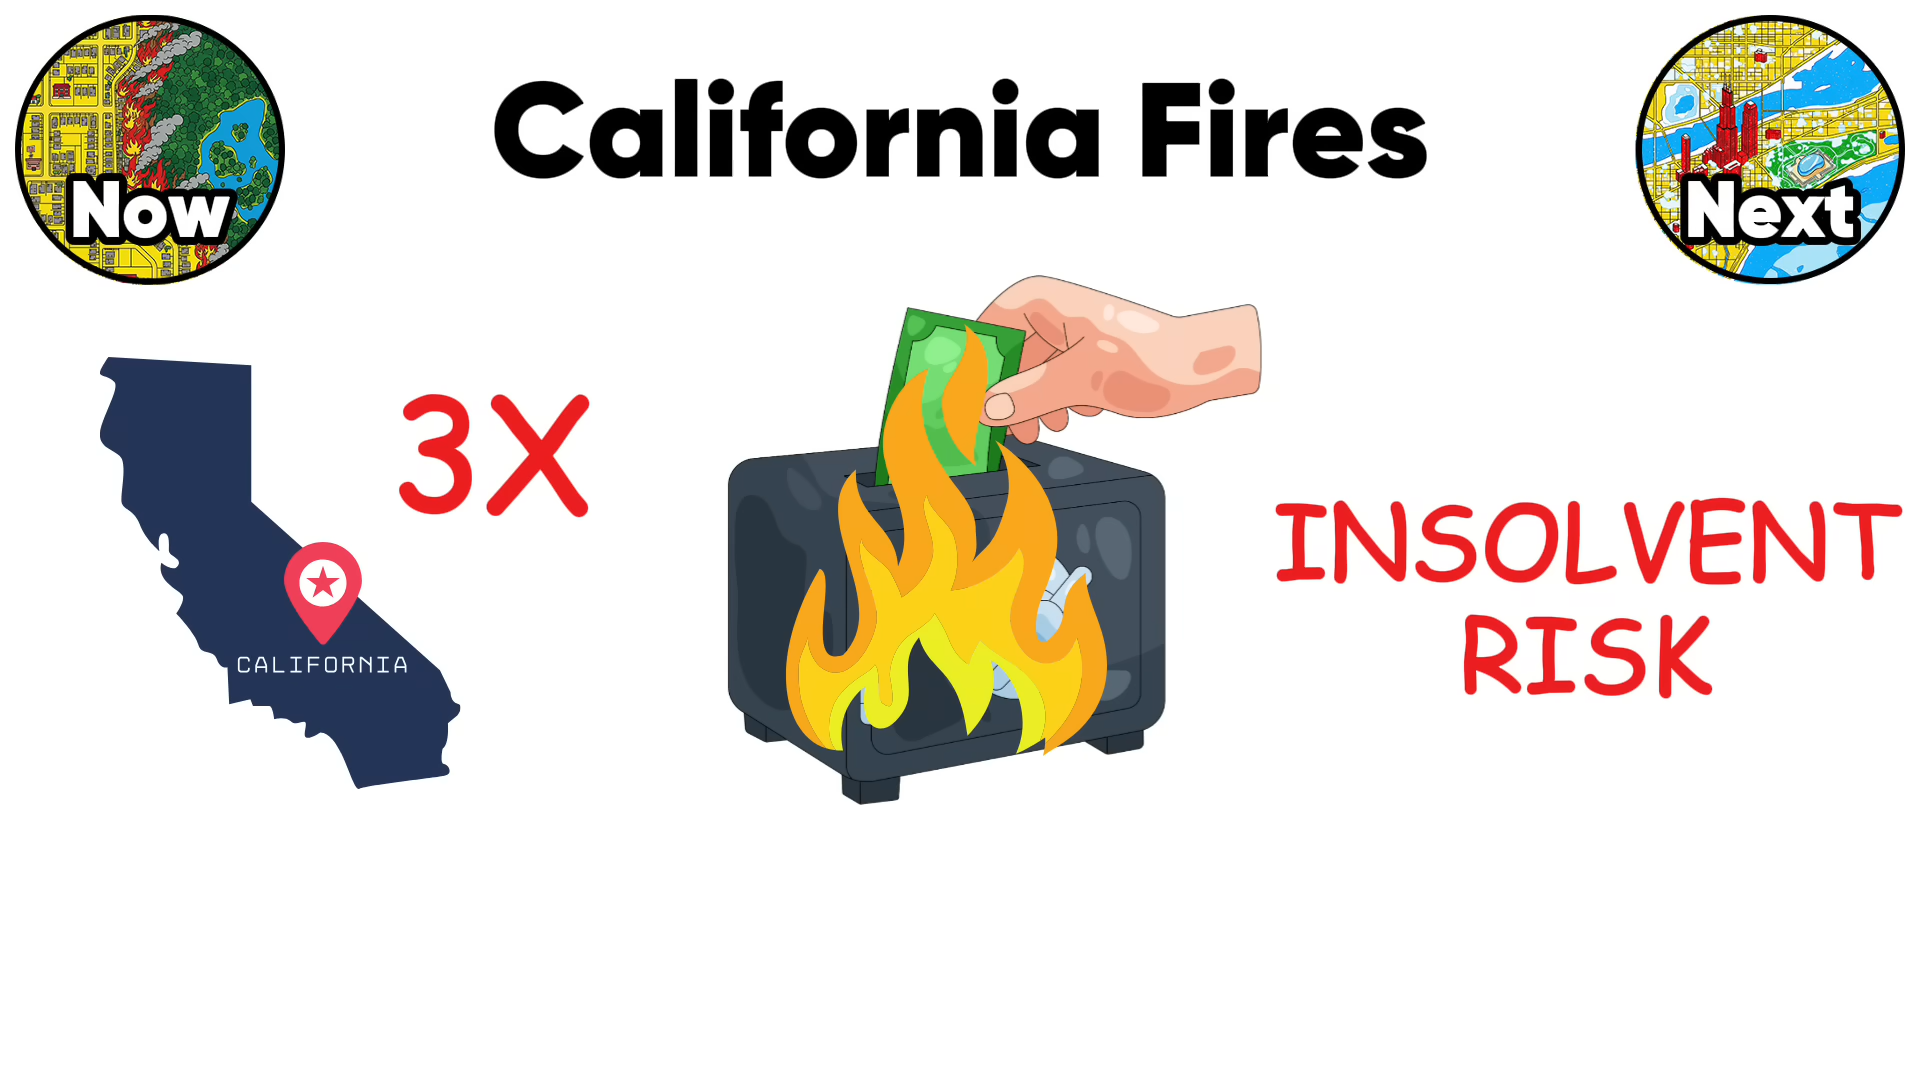 California Fires
Now
Next
3X
CALIFORNIA
INSOLVENT
RISK